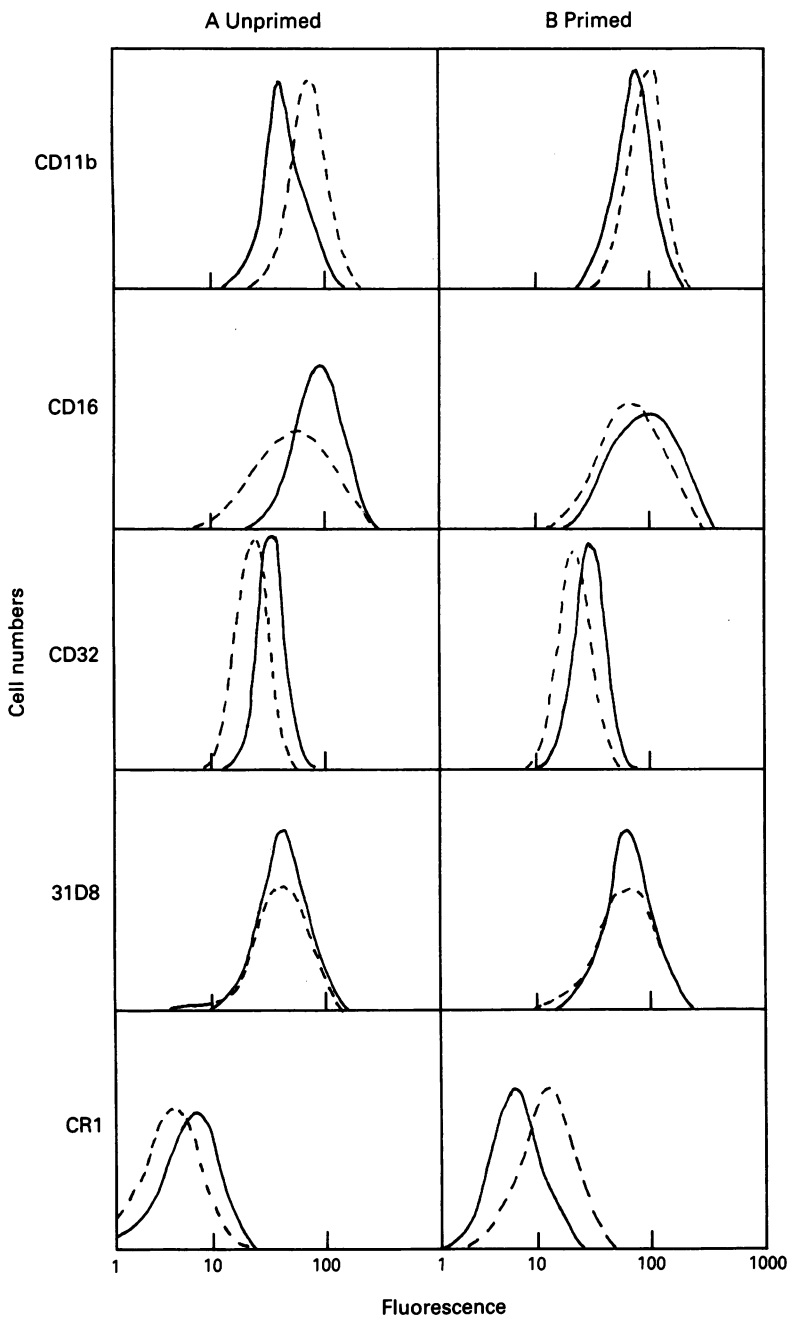 A Unprimed
B Primed
CD11b
CD16
CD32
31D8
CR1
Cell numbers
1 10 100 1 10 100 1000
Fluorescence